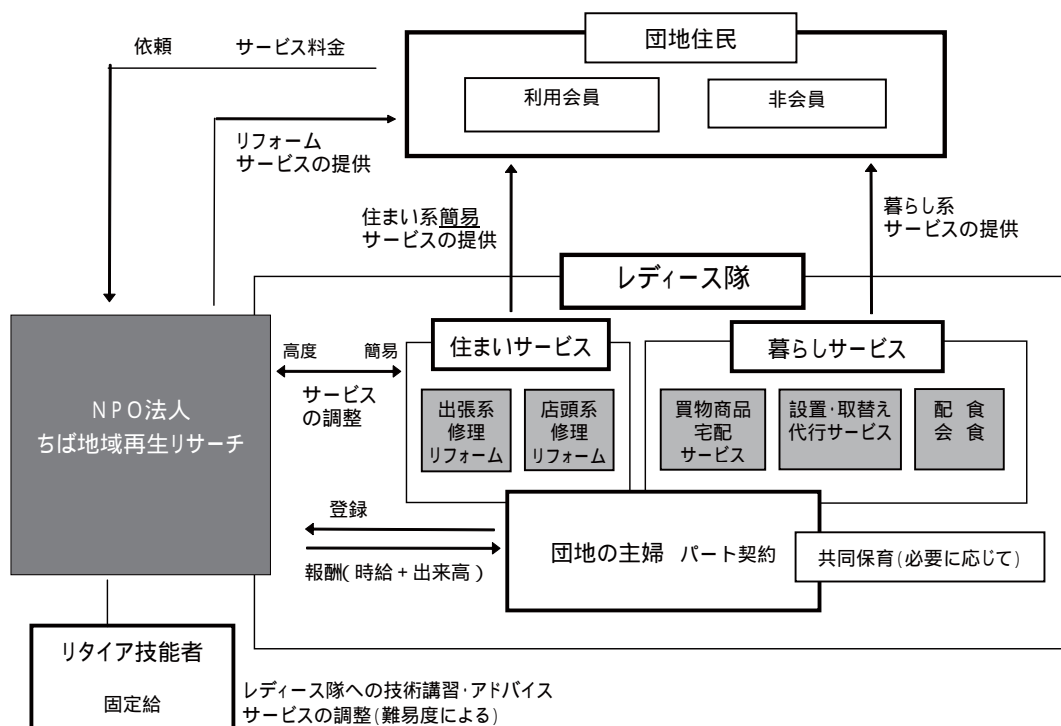 団地住民
依頼 サービス料金
利用会員 非会員
リフォーム
サービスの提供
住まい系簡易
サービスの提供
暮らし系
サービスの提供
レディース隊
住まいサービス
暮らしサービス
高度 簡易
サービス
の調整
NPO法人
ちば地域再生リサーチ
出張系
修理
リフォーム
店頭系
修理
リフォーム
買物商品
宅配
サービス
設置・取替え
代行サービス
配 食
会 食
登録
報酬(時給+出来高)
団地の主婦 パート契約
共同保育(必要に応じて)
リタイア技能者
固定給
レディース隊への技術講習・アドバイス
サービスの調整(難易度による)